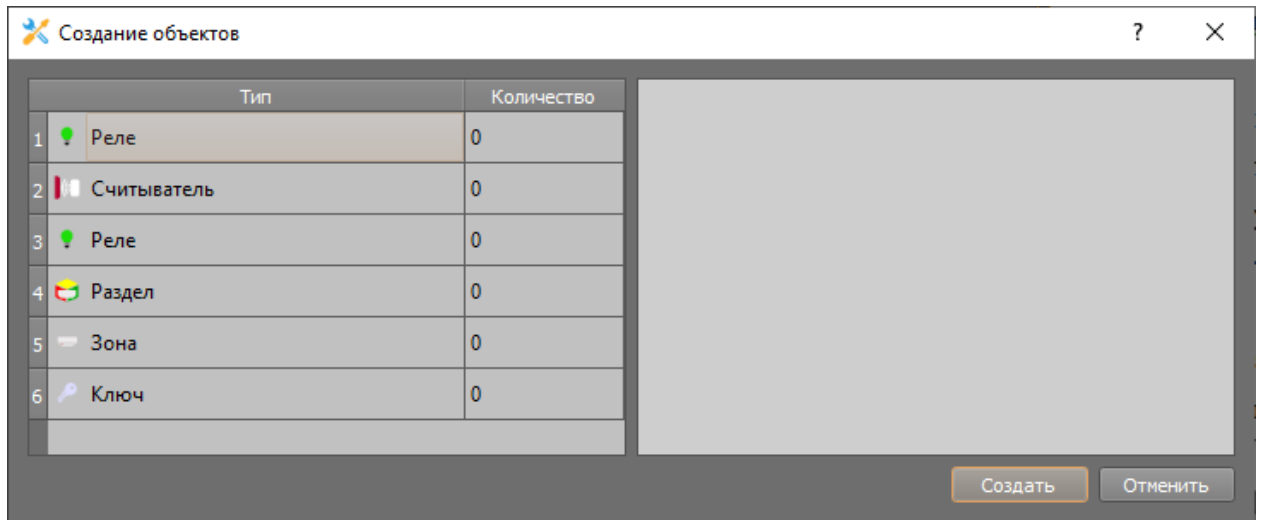 Создание объектов ?
Тип Количество
1 Реле 0
2 Считыватель 0
3 Реле 0
4 Раздел 0
5 Зона 0
6 Ключ 0
Создать Отменить